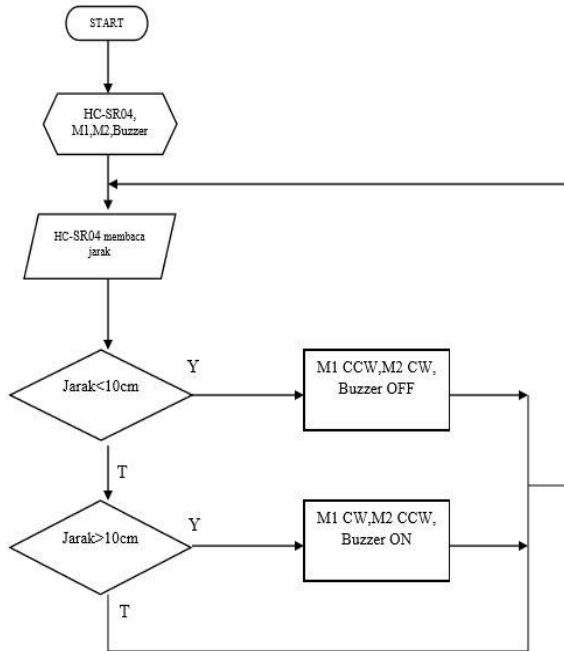 START
HC-SR04,
M1,M2,Buzzer
HC-SR04 membaca
jarak
Jarak<10cm
Y
M1 CCW,M2 CW,
Buzzer OFF
T
Jarak>10cm
Y
M1 CW,M2 CCW,
Buzzer ON
T